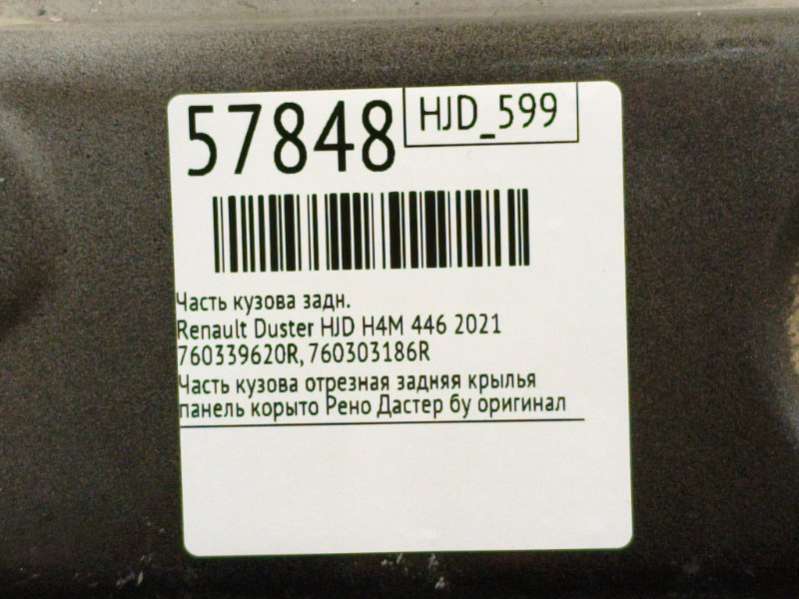 57848 HJD_599
Часть кузова задн.
Renault Duster HJD H4M 446 2021
760339620R, 760303186R
Часть кузова отрезная задняя крылья
панель корыто Рено Дастер бу оригинал